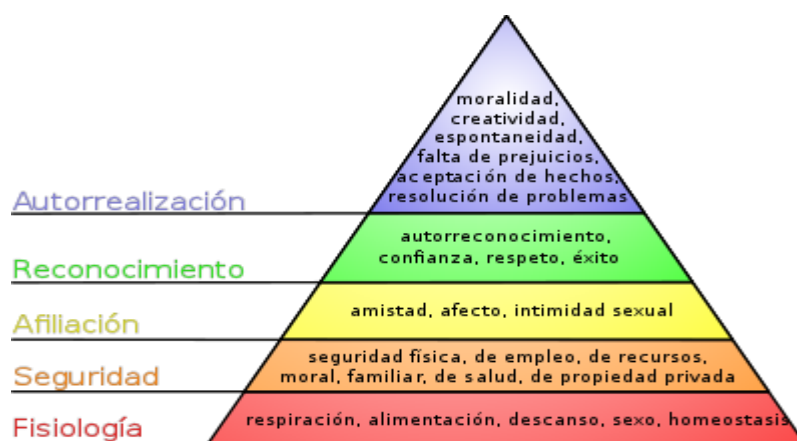 moralidad,
creatividad,
espontaneidad,
falta de prejuicios,
aceptación de hechos,
resolución de problemas
Autorrealización
autorreconocimiento,
confianza, respeto, éxito
Reconocimiento
amistad, afecto, intimidad sexual
Afiliación
seguridad física, de empleo, de recursos,
moral, familiar, de salud, de propiedad privada
Seguridad
respiración, alimentación, descanso, sexo, homeostasis
Fisiología